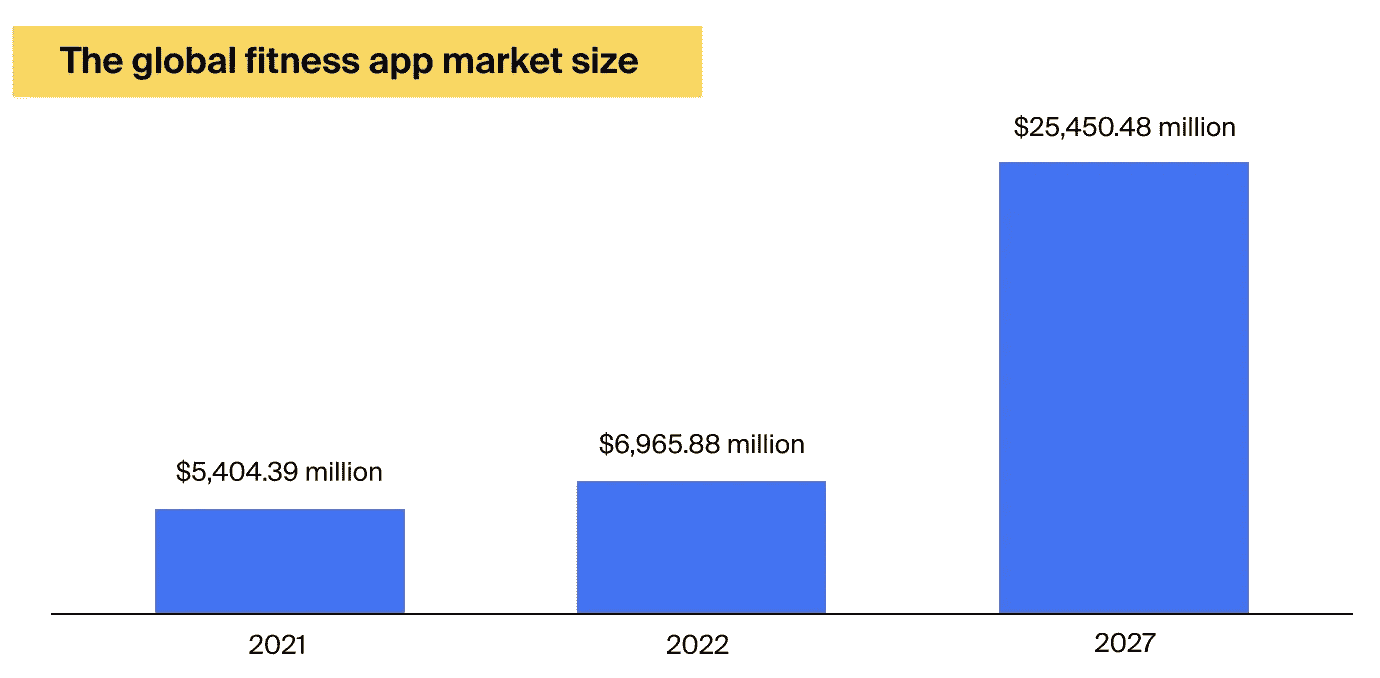 The global fitness app market size
$25,450.48 million
$6,965.88 million
$5,404.39 million
2021
2022
2027